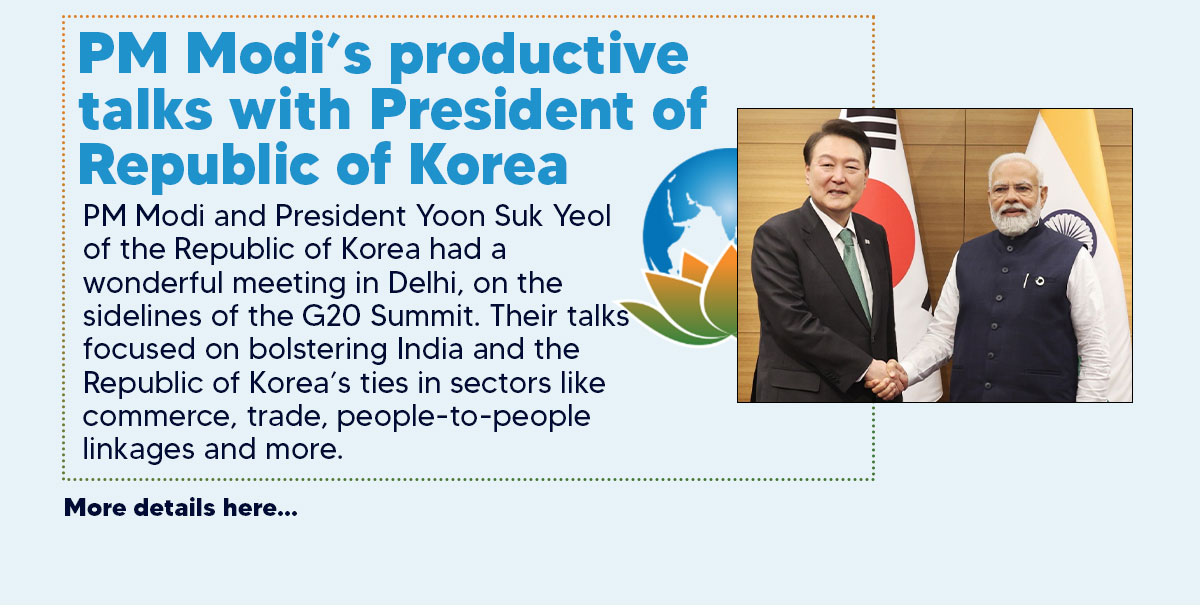 PM Modi’s productive
talks with President of
Republic of Korea
PM Modi and President Yoon Suk Yeol
of the Republic of Korea had a
wonderful meeting in Delhi, on the
sidelines of the G20 Summit. Their talks
focused on bolstering India and the
Republic of Korea’s ties in sectors like
commerce, trade, people-to-people
linkages and more.
More details here...